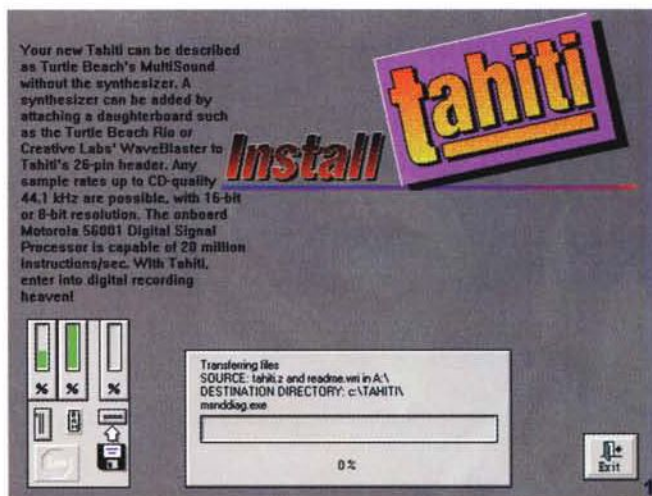 Your new Tahiti can be described
as Turtle Beach's MultiSound
without the synthesizer. A
synthesizer can be added by
attaching a daughterboard such
as the Turtle Beach Rio or
Creative Labs' WaveBlaster to
Tahiti's 26-pin header. Any
sample rates up to CD-quality
44.1 kHz are possible, with 16-bit
or 8-bit resolution. The onboard
Motorola 56001 Digital Signal
Processor is capable of 20 million
instructions/sec. With Tahiti,
enter into digital recording
heaven!
Install
tahiti
% % %
Transferring files
SOURCE: tahiti.z and readme.wri in A:\
DESTINATION DIRECTORY: c:\TAHITI\
msnddiag.exe
0 %
Exit
1